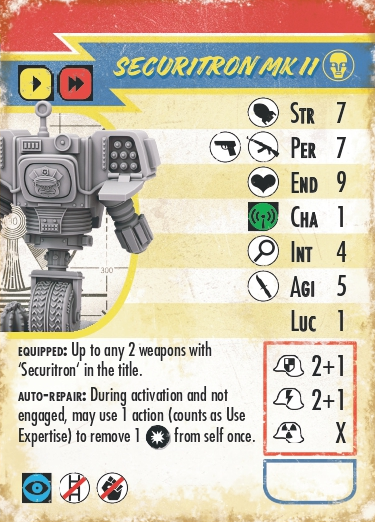 SECURITRON MK II
STR 7
PER 7
END 9
CHA 1
INT 4
AGI 5
LUC 1
300
EQUIPPED: Up to any 2 weapons with
'Securitron' in the title.
AUTO-REPAIR: During activation and not
engaged, may use 1 action (counts as Use
Expertise) to remove 1 from self once.
2+1
2+1
X